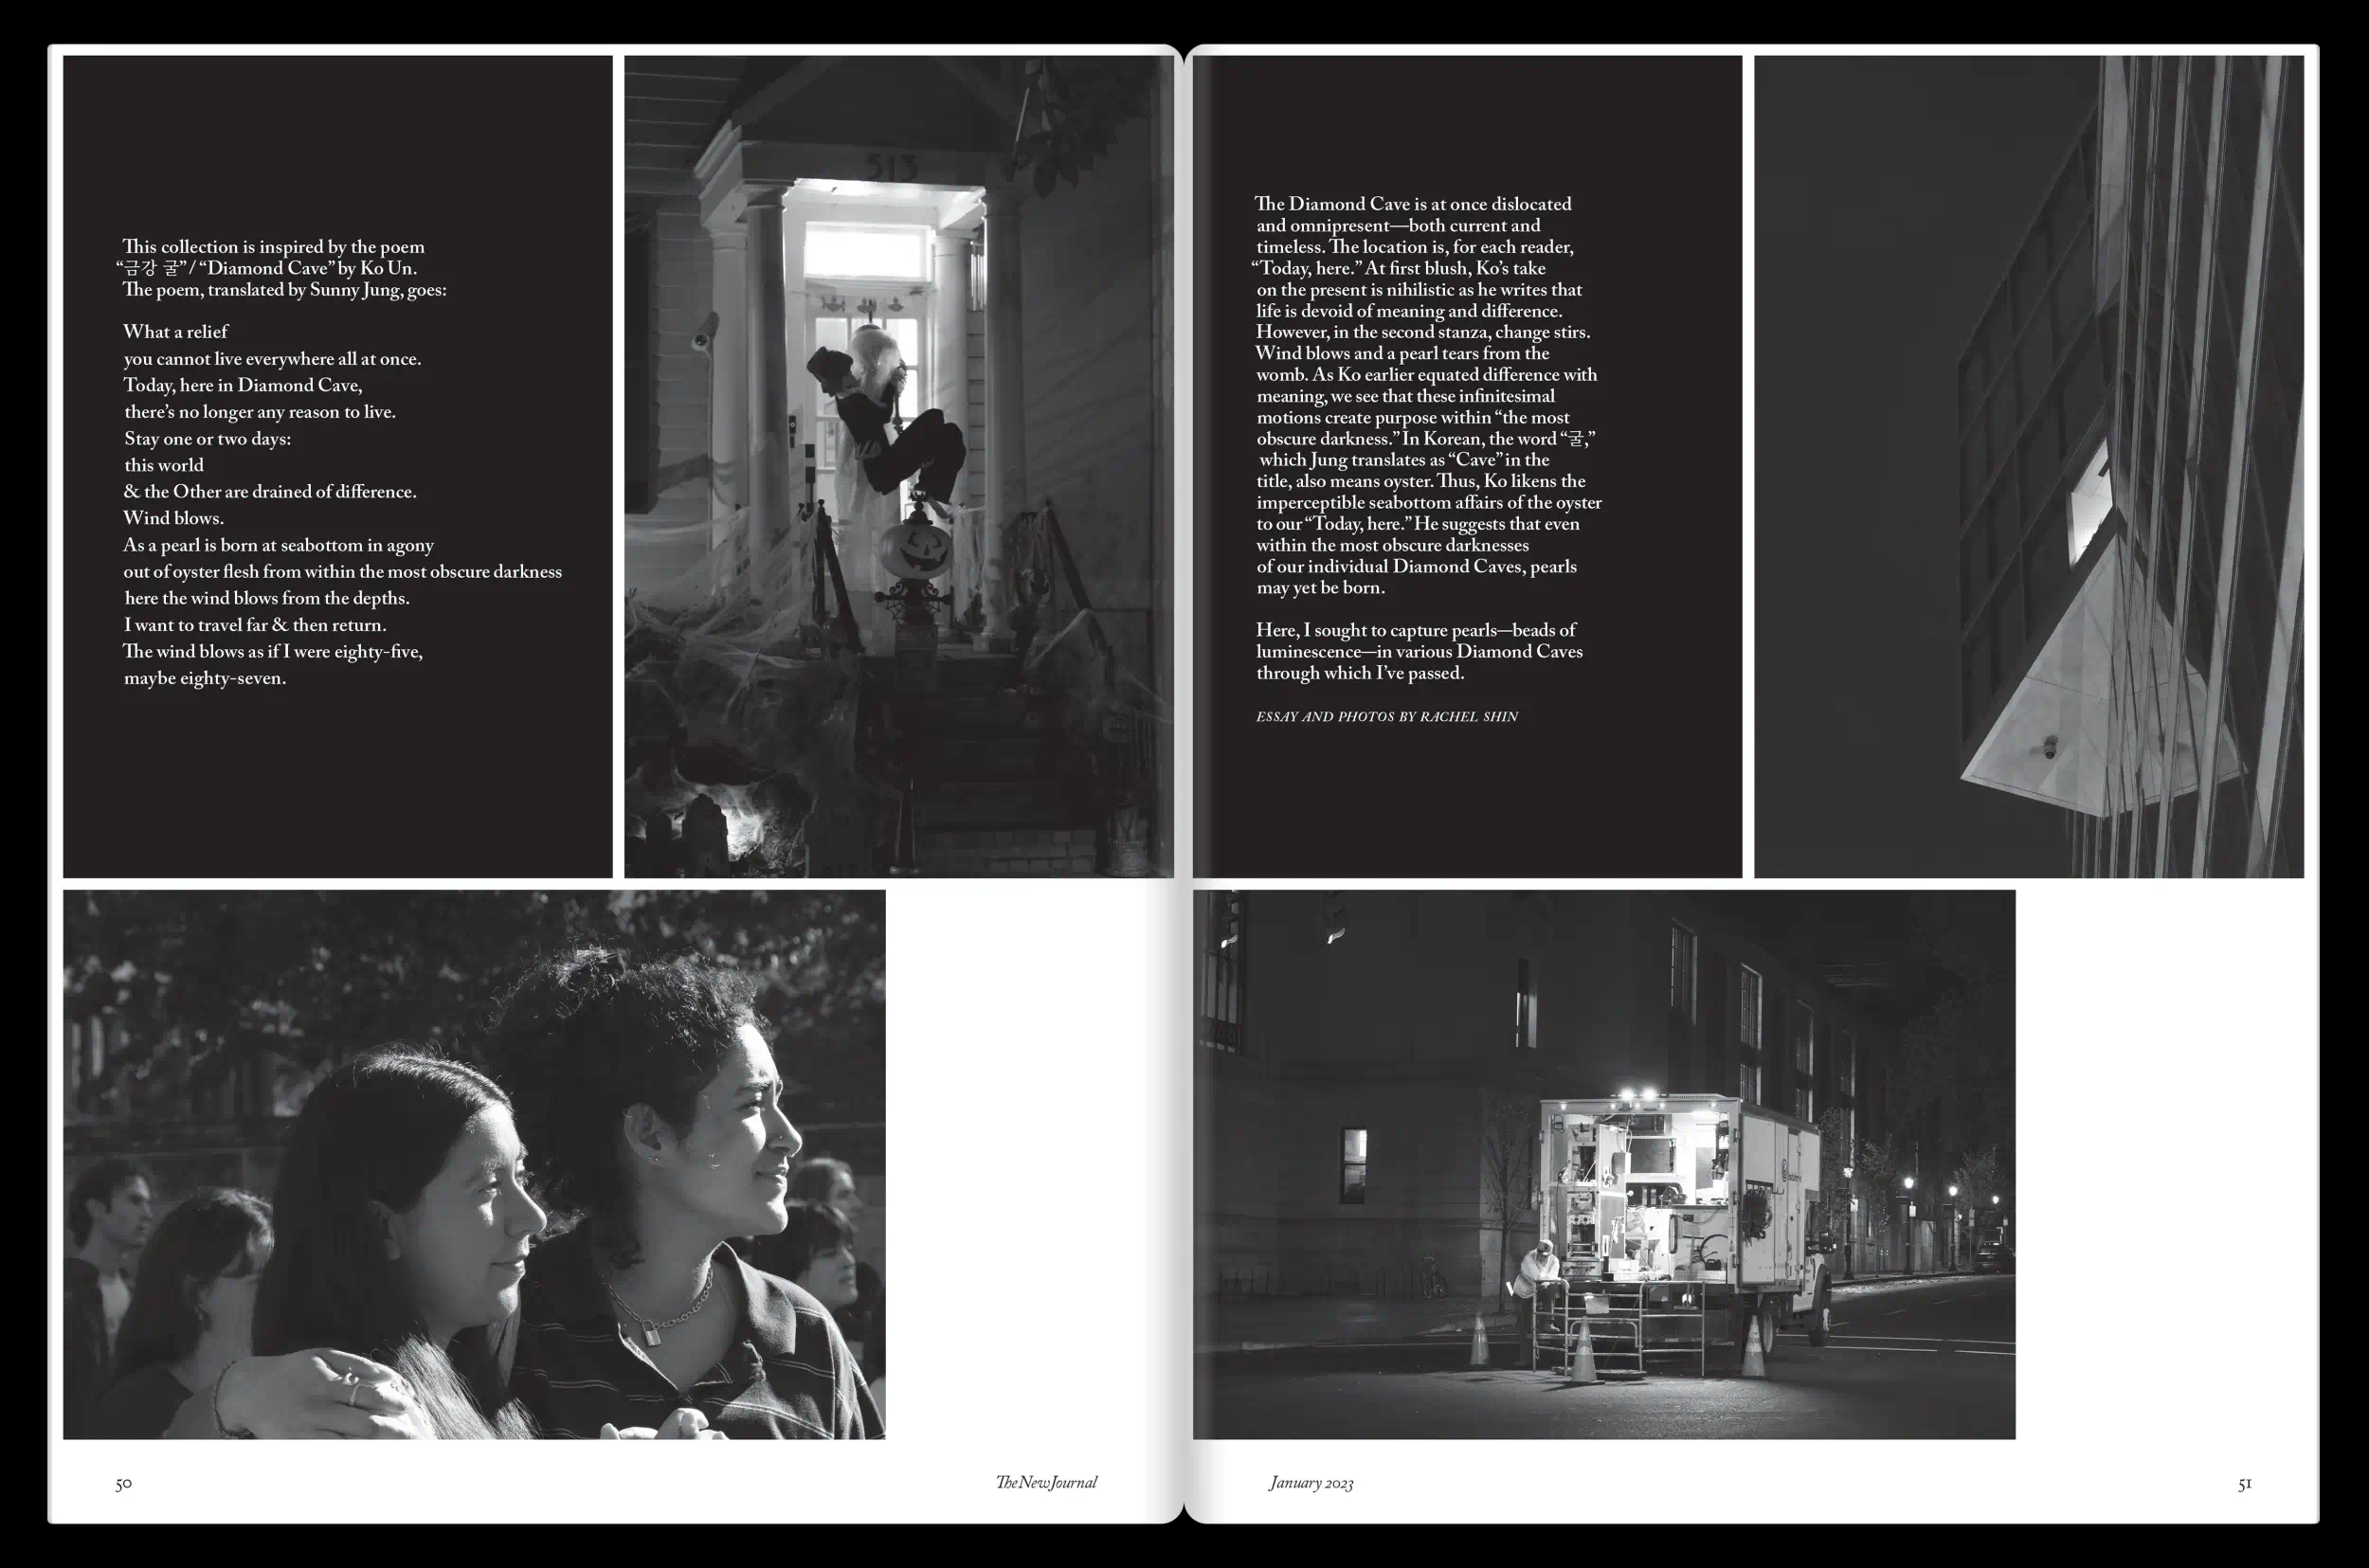 This collection is inspired by the poem
“금강 굴” / “Diamond Cave” by Ko Un.
The poem, translated by Sunny Jung, goes:
What a relief
you cannot live everywhere all at once.
Today, here in Diamond Cave,
there’s no longer any reason to live.
Stay one or two days:
this world
& the Other are drained of difference.
Wind blows.
As a pearl is born at seabottom in agony
out of oyster flesh from within the most obscure darkness
here the wind blows from the depths.
I want to travel far & then return.
The wind blows as if I were eighty-five,
maybe eighty-seven.
513
50
The New Journal
The Diamond Cave is at once dislocated
and omnipresent—both current and
timeless. The location is, for each reader,
“Today, here.” At first blush, Ko’s take
on the present is nihilistic as he writes that
life is devoid of meaning and difference.
However, in the second stanza, change stirs.
Wind blows and a pearl tears from the
womb. As Ko earlier equated difference with
meaning, we see that these infinitesimal
motions create purpose within “the most
obscure darkness.” In Korean, the word “굴,”
which Jung translates as “Cave” in the
title, also means oyster. Thus, Ko likens the
imperceptible seabottom affairs of the oyster
to our “Today, here.” He suggests that even
within the most obscure darknesses
of our individual Diamond Caves, pearls
may yet be born.
Here, I sought to capture pearls—beads of
luminescence—in various Diamond Caves
through which I’ve passed.
ESSAY AND PHOTOS BY RACHEL SHIN
January 2023
51